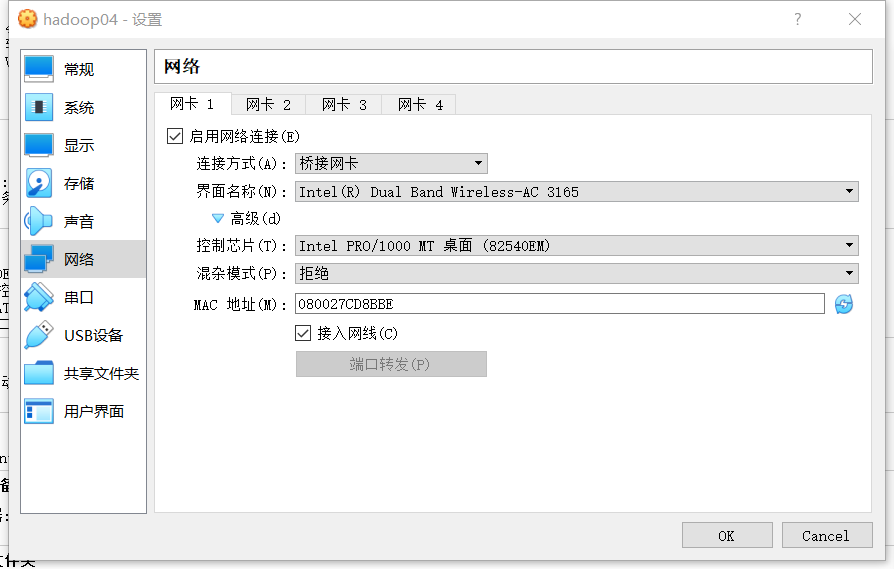 hadoop04 - 设置
?
常规
系统
显示
存储
声音
网络
串口
USB设备
共享文件夹
用户界面
网络
网卡 1 网卡 2 网卡 3 网卡 4
启用网络连接(E)
连接方式(A): 桥接网卡
界面名称(N): Intel(R) Dual Band Wireless-AC 3165
高级(d)
控制芯片(T): Intel PRO/1000 MT 桌面 (82540EM)
混杂模式(P): 拒绝
MAC 地址(M): 080027CD8BBE
接入网线(C)
端口转发(P)
OK Cancel